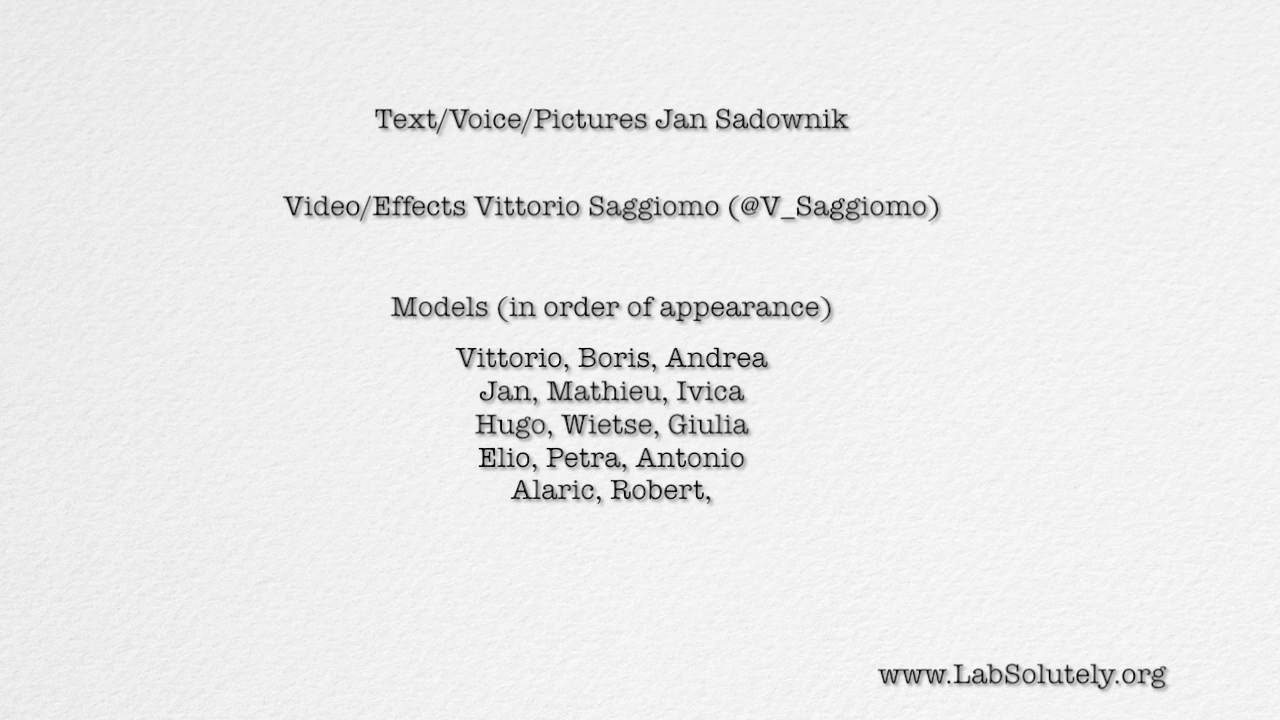 Text/Voice/Pictures Jan Sadownik
Video/Effects Vittorio Saggiomo (@V_Saggiomo)
Models (in order of appearance)
Vittorio, Boris, Andrea
Jan, Mathieu, Ivica
Hugo, Wietse, Giulia
Elio, Petra, Antonio
Alaric, Robert,
www.LabSolutely.org